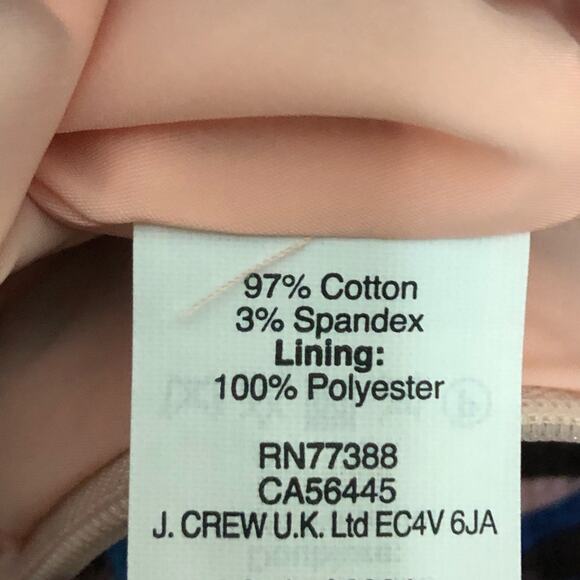 97% Cotton
3% Spandex
Lining:
100% Polyester
RN77388
CA56445
J. CREW U.K. Ltd EC4V 6JA